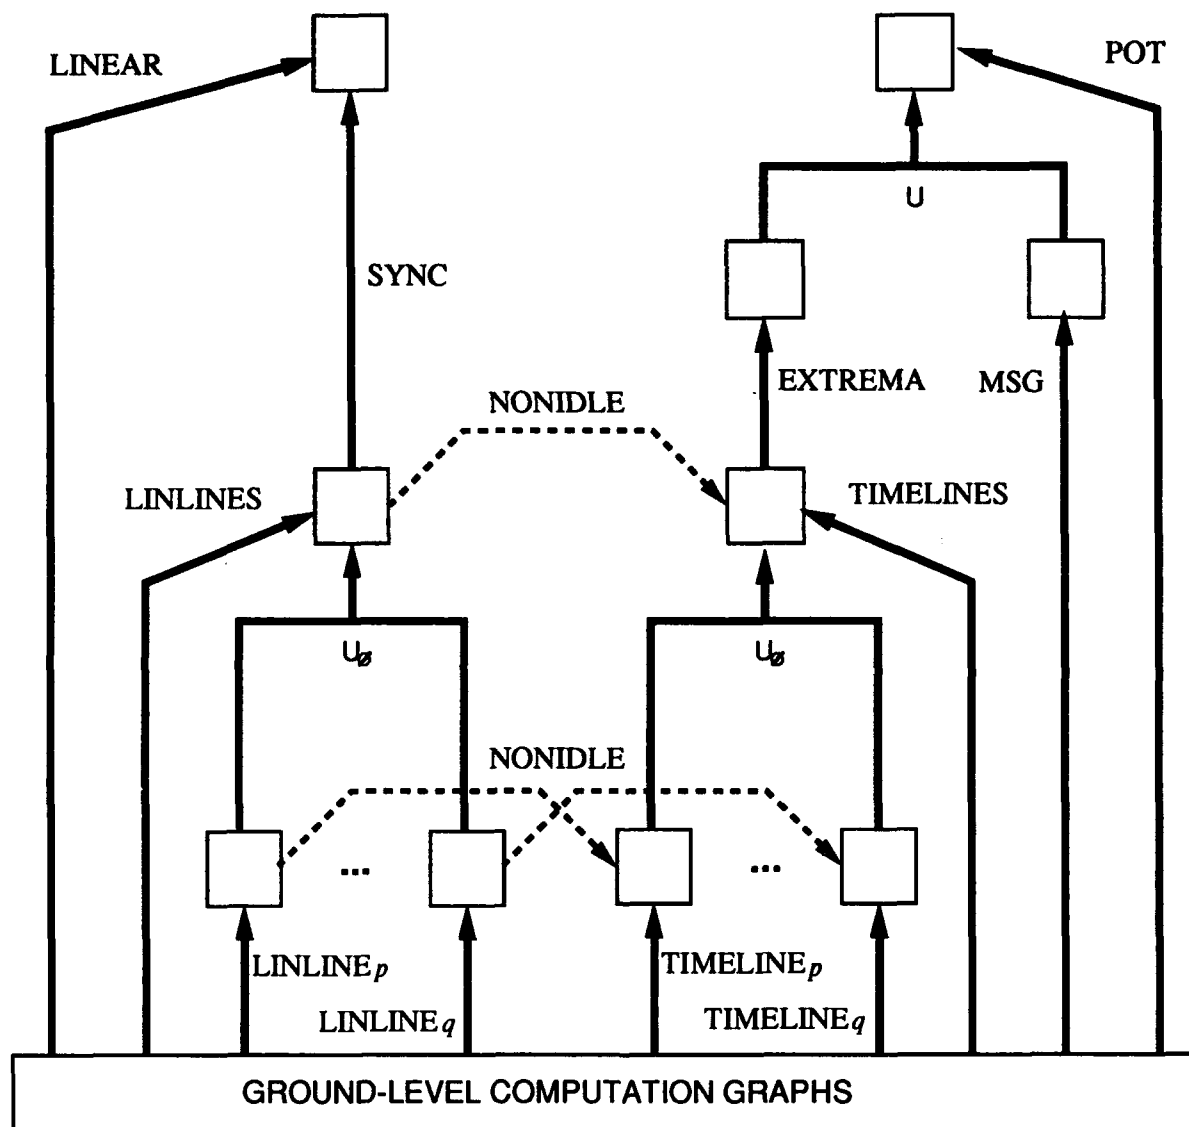 LINEAR
POT
U
SYNC
EXTREMA
MSG
NONIDLE
LINLINES
TIMELINES
U∅
U∅
NONIDLE
...
...
LINLINEp
TIMELINEp
LINLINEq
TIMELINEq
GROUND-LEVEL COMPUTATION GRAPHS